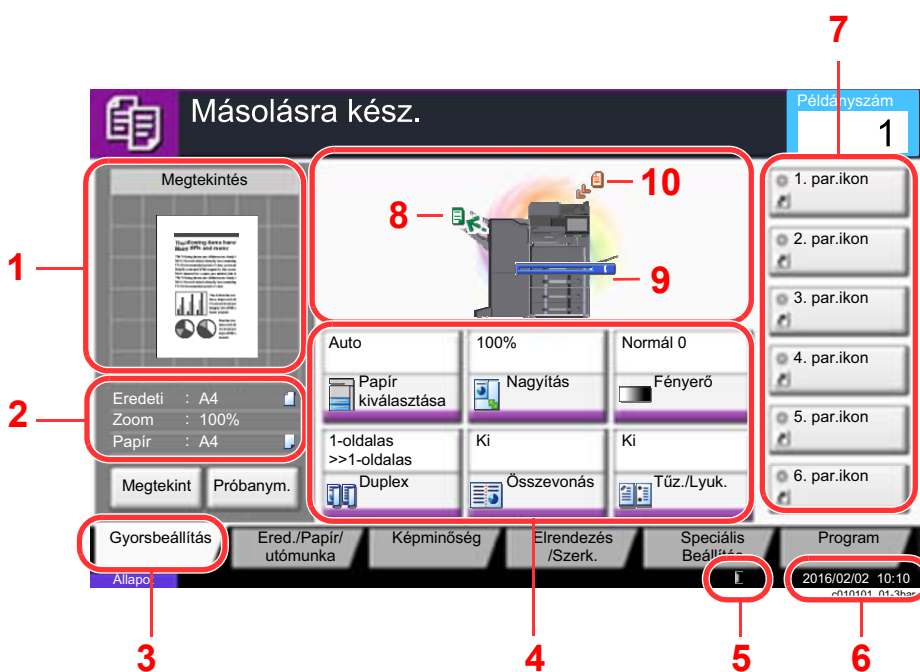 7
Másolásra kész.
Példányszám
1
Megtekintés
1
8
10
9
1. par.ikon
2. par.ikon
3. par.ikon
4. par.ikon
5. par.ikon
6. par.ikon
2
Eredeti : A4
Zoom : 100%
Papír : A4
Megtekint
Próbanym.
Auto
Papír
kiválasztása
100%
Nagyítás
Normál 0
Fényerő
1-oldalas
>>1-oldalas
Duplex
Ki
Összevonás
Ki
Tűz./Lyuk.
Gyorsbeállítás
Ered./Papír/
utómunka
Képminőség
Elrendezés
/Szerk.
Speciális
Beállítás
Program
Állapot
2016/02/02 10:10
c010101_01-3bar
3
4
5
6